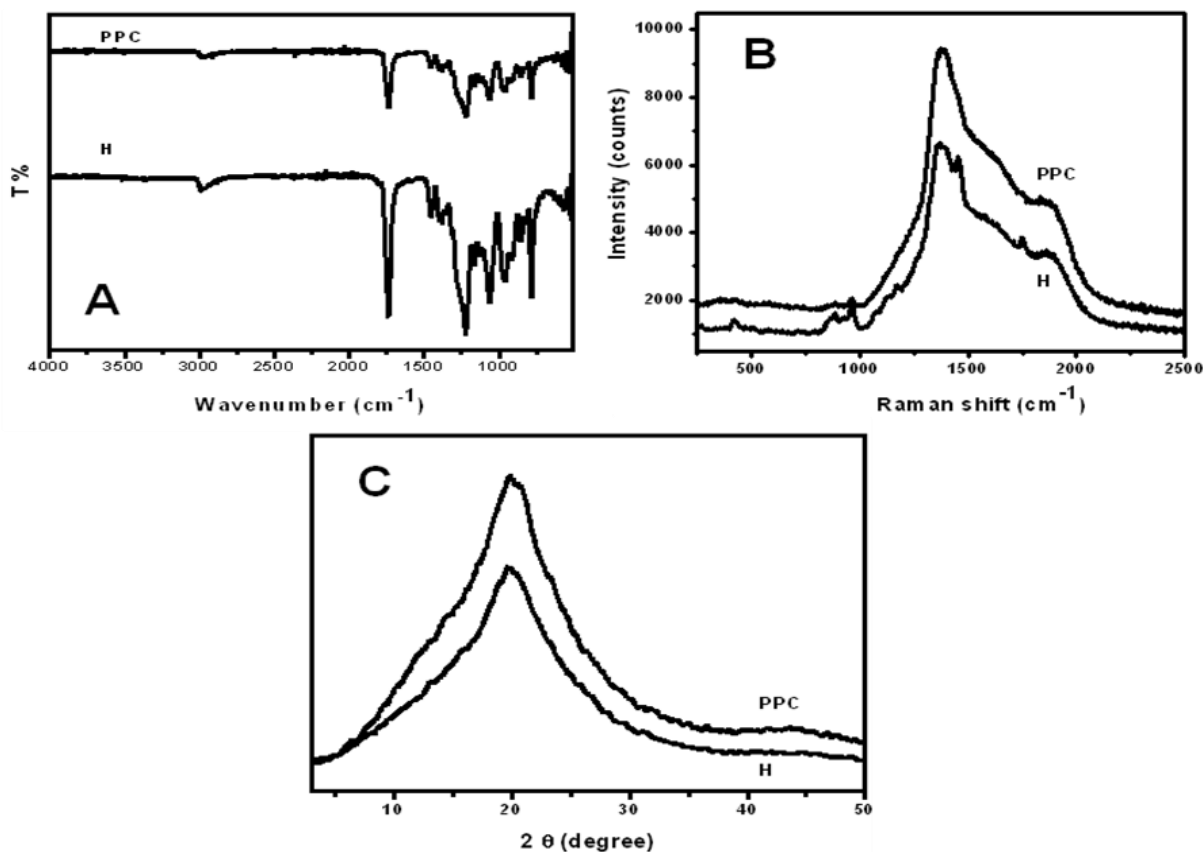 PPC
H
A
T%
4000 3500 3000 2500 2000 1500 1000 500
Wavenumber (cm-1)
B
10000
8000
6000
4000
2000
Intensity (counts)
PPC
H
500 1000 1500 2000 2500
Raman shift (cm-1)
C
PPC
H
10 20 30 40 50
2 θ (degree)